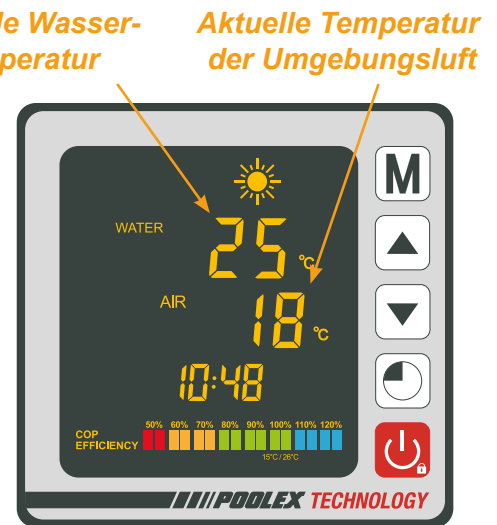 le Wasser-
peratur
Aktuelle Temperatur
der Umgebungsluft
WATER
25 °C
AIR
18 °C
10:48
50% 60% 70% 80% 90% 100% 110% 120%
COP
EFFICIENCY
15°C / 26°C
M
POOLEX TECHNOLOGY